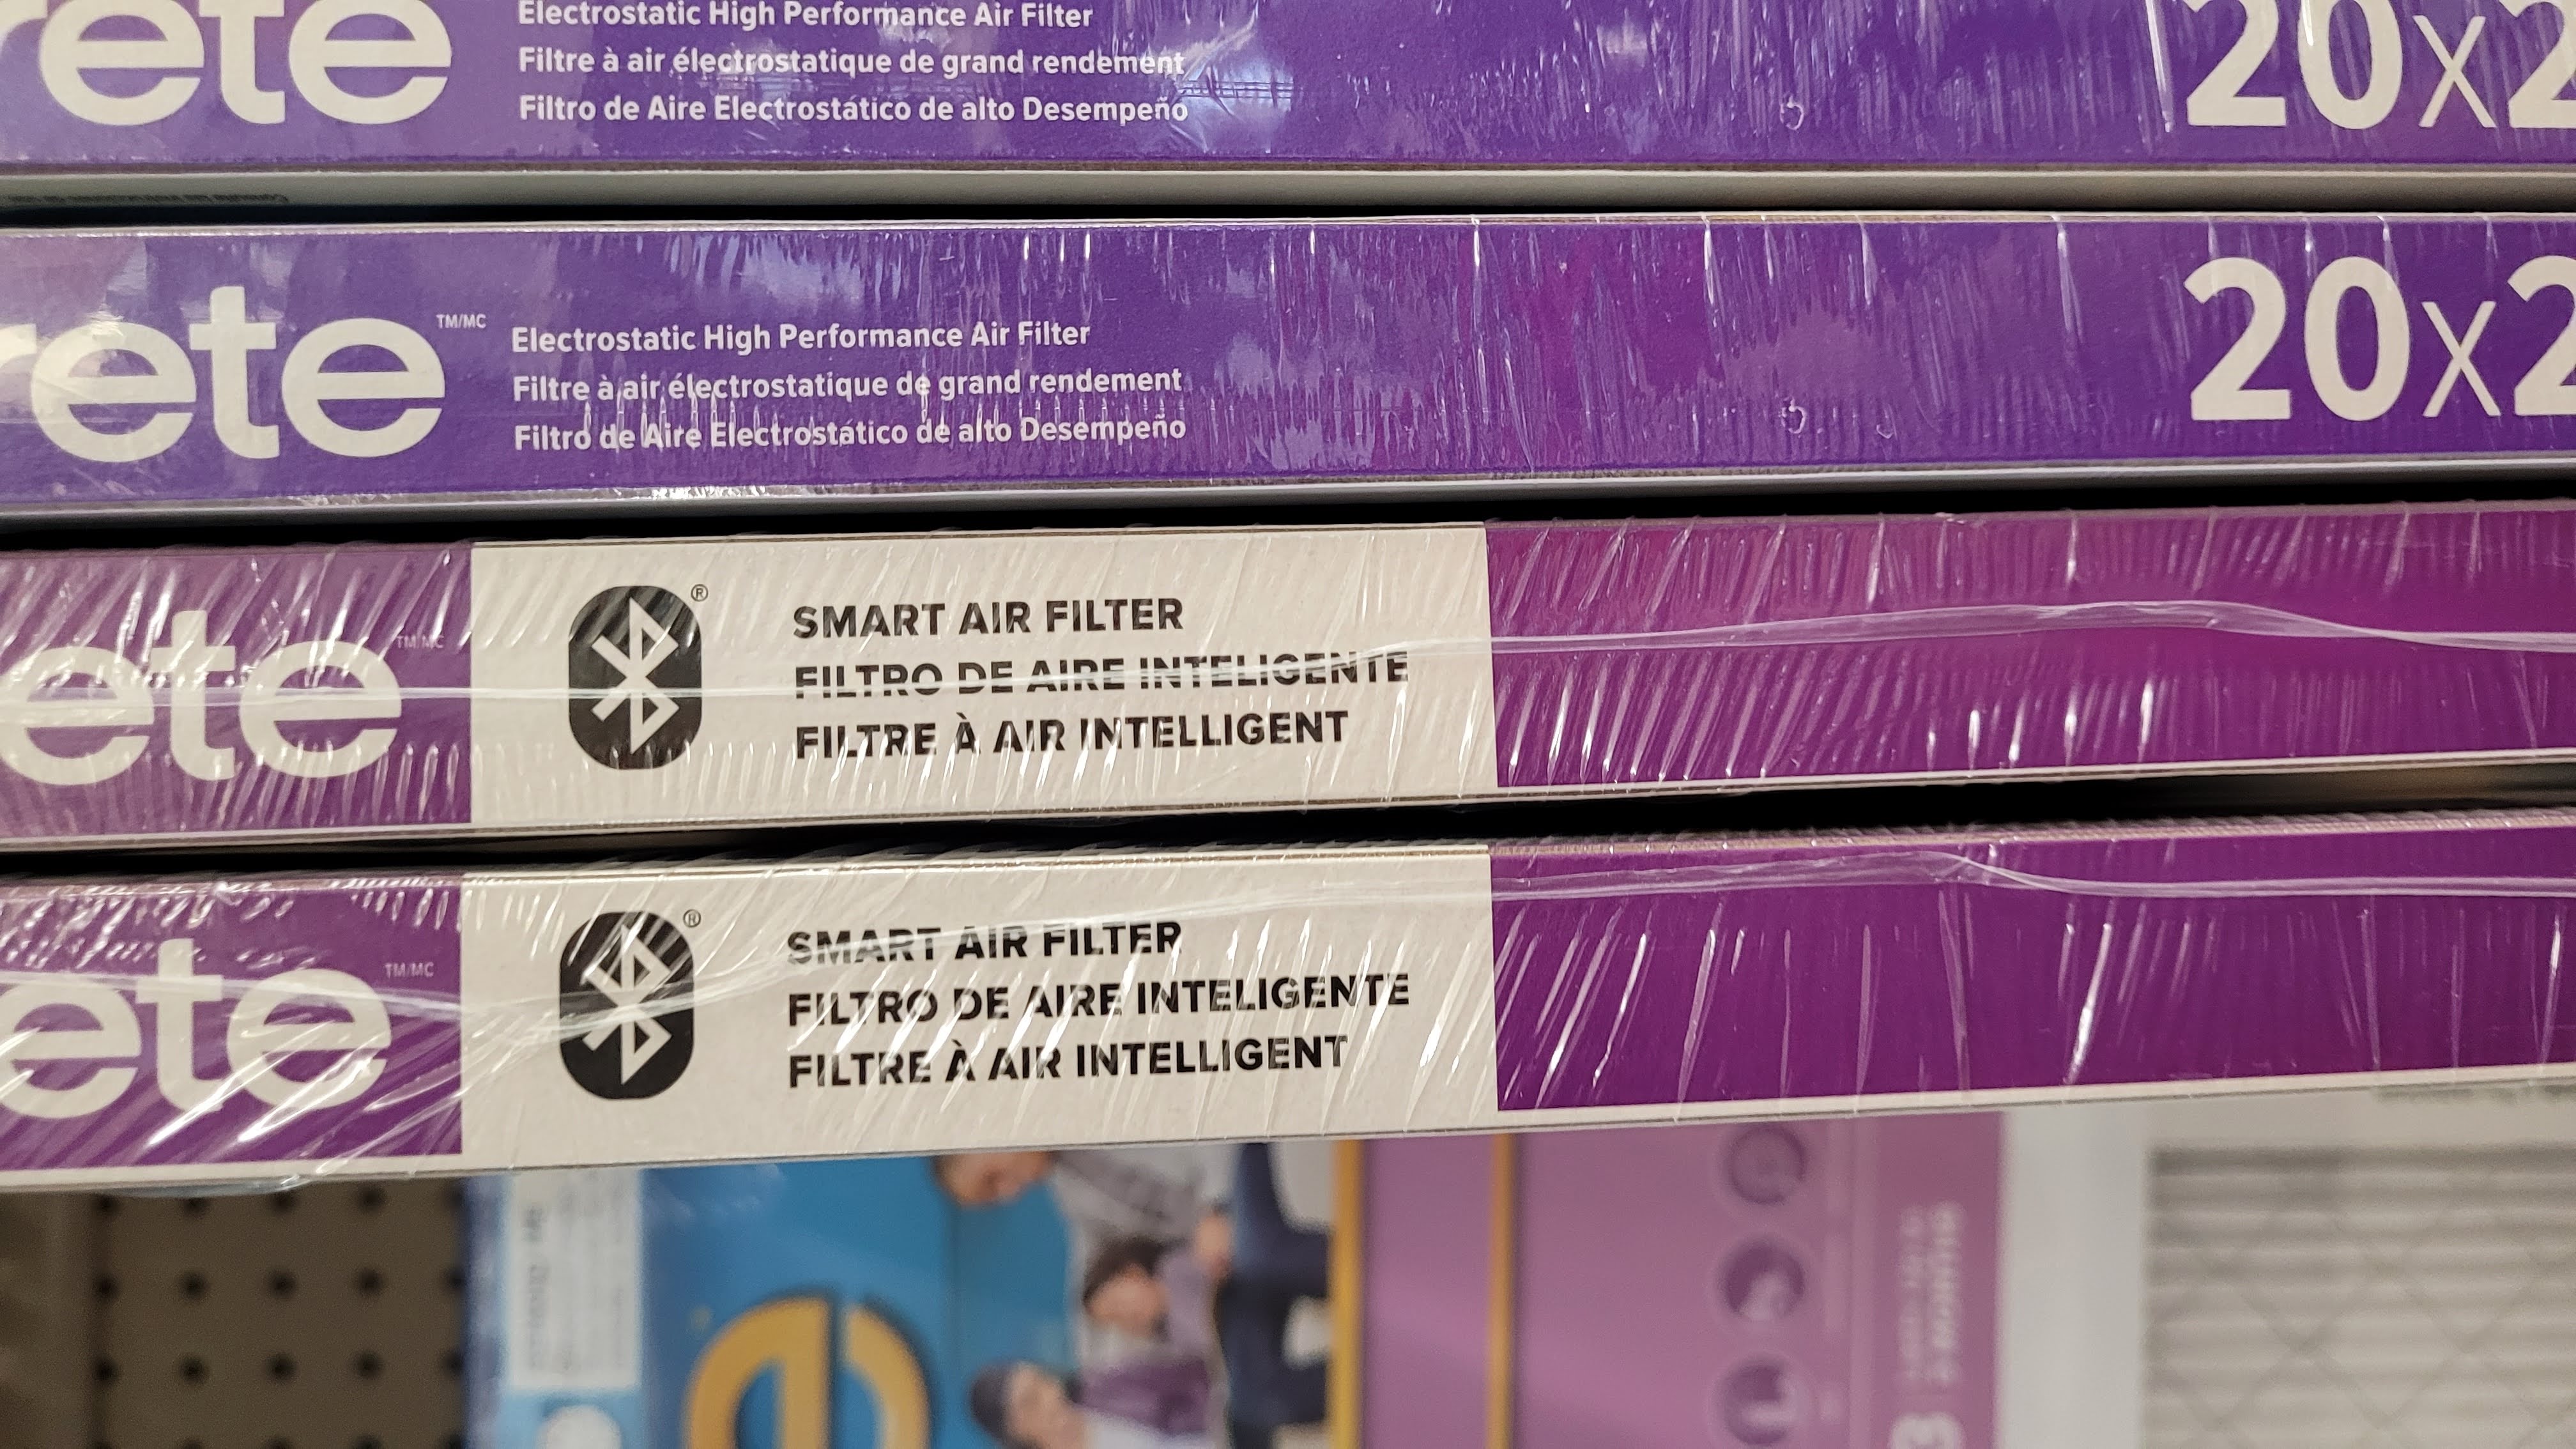 ete
Electrostatic High Performance Air Filter
Filtre à air électrostatique de grand rendement
Filtro de Aire Electrostático de alto Desempeño
20x2
rete TM/MC
Electrostatic High Performance Air Filter
Filtre à air électrostatique de grand rendement
Filtro de Aire Electrostático de alto Desempeño
20x2
ete TM/MC
®
SMART AIR FILTER
FILTRO DE AIRE INTELIGENTE
FILTRE À AIR INTELLIGENT
ete TM/MC
®
SMART AIR FILTER
FILTRO DE AIRE INTELIGENTE
FILTRE À AIR INTELLIGENT
e